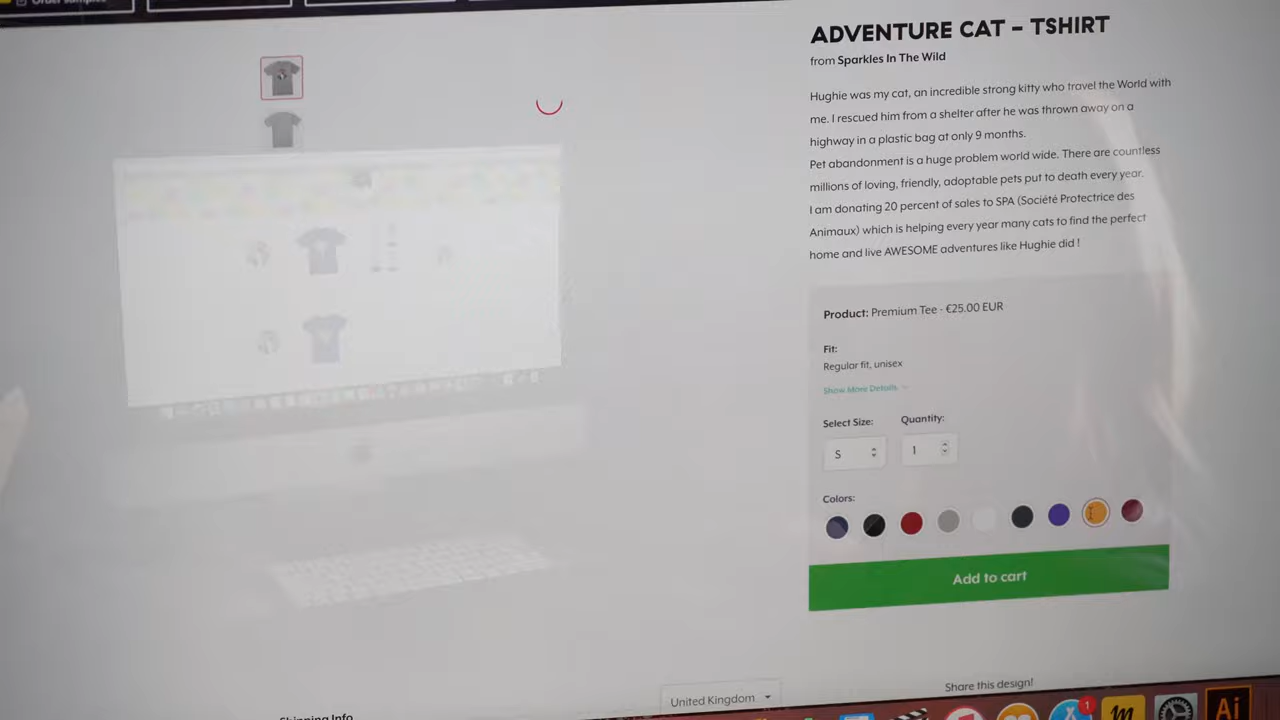 Order samples
ADVENTURE CAT – TSHIRT
from Sparkles In The Wild
Hughie was my cat, an incredible strong kitty who travel the World with
me. I rescued him from a shelter after he was thrown away on a
highway in a plastic bag at only 9 months.
Pet abandonment is a huge problem world wide. There are countless
millions of loving, friendly, adoptable pets put to death every year.
I am donating 20 percent of sales to SPA (Société Protectrice des
Animaux) which is helping every year many cats to find the perfect
home and live AWESOME adventures like Hughie did !
Product: Premium Tee - €25.00 EUR
Fit:
Regular fit, unisex
Show More Details
Select Size: Quantity:
S 1
Colors:
Add to cart
United Kingdom
Share this design!
Shipping Info
1
Ai